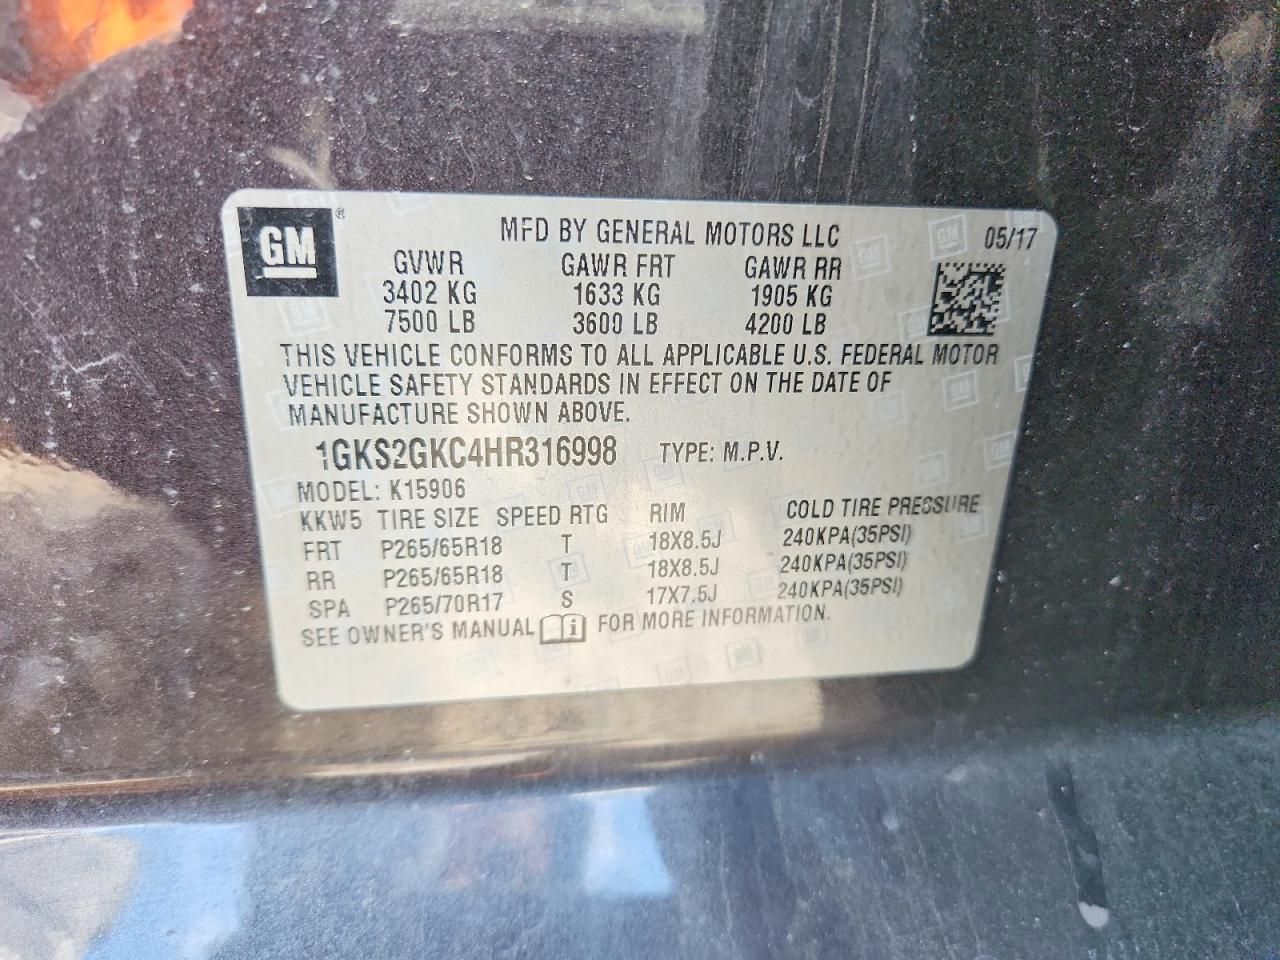 GM ®
MFD BY GENERAL MOTORS LLC 05/17
GVWR GAWR FRT GAWR RR
3402 KG 1633 KG 1905 KG
7500 LB 3600 LB 4200 LB
THIS VEHICLE CONFORMS TO ALL APPLICABLE U.S. FEDERAL MOTOR
VEHICLE SAFETY STANDARDS IN EFFECT ON THE DATE OF
MANUFACTURE SHOWN ABOVE.
1GKS2GKC4HR316998 TYPE: M.P.V.
MODEL: K15906
KKW5 TIRE SIZE SPEED RTG RIM COLD TIRE PRESSURE
FRT P265/65R18 T 18X8.5J 240KPA(35PSI)
RR P265/65R18 T 18X8.5J 240KPA(35PSI)
SPA P265/70R17 S 17X7.5J 240KPA(35PSI)
SEE OWNER'S MANUAL i FOR MORE INFORMATION.